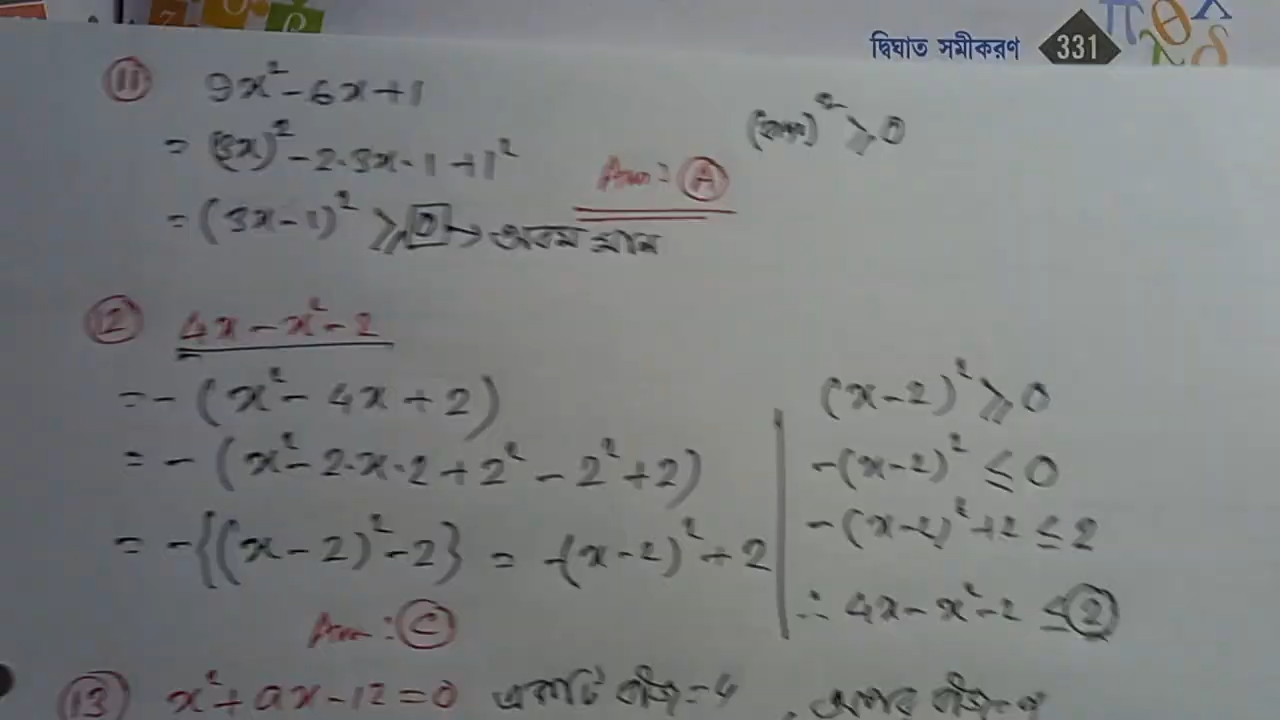 দ্বিঘাত সমীকরণ 331
11 9x² - 6x + 1
= (3x)² - 2·3x·1 + 1²
= (3x - 1)² ≥ 0 → মান
² ≥ 0
Ans: A
12 4x - x² - 2
= - (x² - 4x + 2)
= - (x² - 2·x·2 + 2² - 2² + 2)
= - {(x - 2)² - 2} = -(x - 2)² + 2
Ans: C
(x - 2)² ≥ 0
-(x - 2)² ≤ 0
-(x - 2)² + 2 ≤ 2
∴ 4x - x² - 2 ≤ 2
13 x² + ax - 12 = 0 একটি বীজ = 4, অপর বীজ =